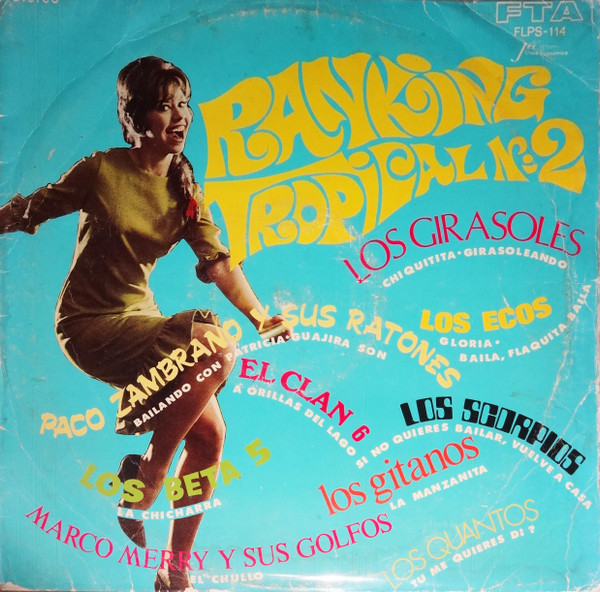 FTA
FLPS-114
RANKING
TROPICAL No. 2
LOS GIRASOLES
CHIQUITITA · GIRASOLEANDO
LOS ECOS
GLORIA ·
BAILA, FLAQUITA BAILA
PACO ZAMBRANO Y SUS RATONES
BAILANDO CON PATRICIA · GUAJIRA SON
EL CLAN 6
A ORILLAS DEL LAGO
LOS SCORPIOS
SI NO QUIERES BAILAR, VUELVE A CASA
LOS BETA 5
LA CHICHARRA
los gitanos
LA MANZANITA
MARCO MERRY Y SUS GOLFOS
EL CHULLO
LOS QUANTOS
TU ME QUIERES DI ?